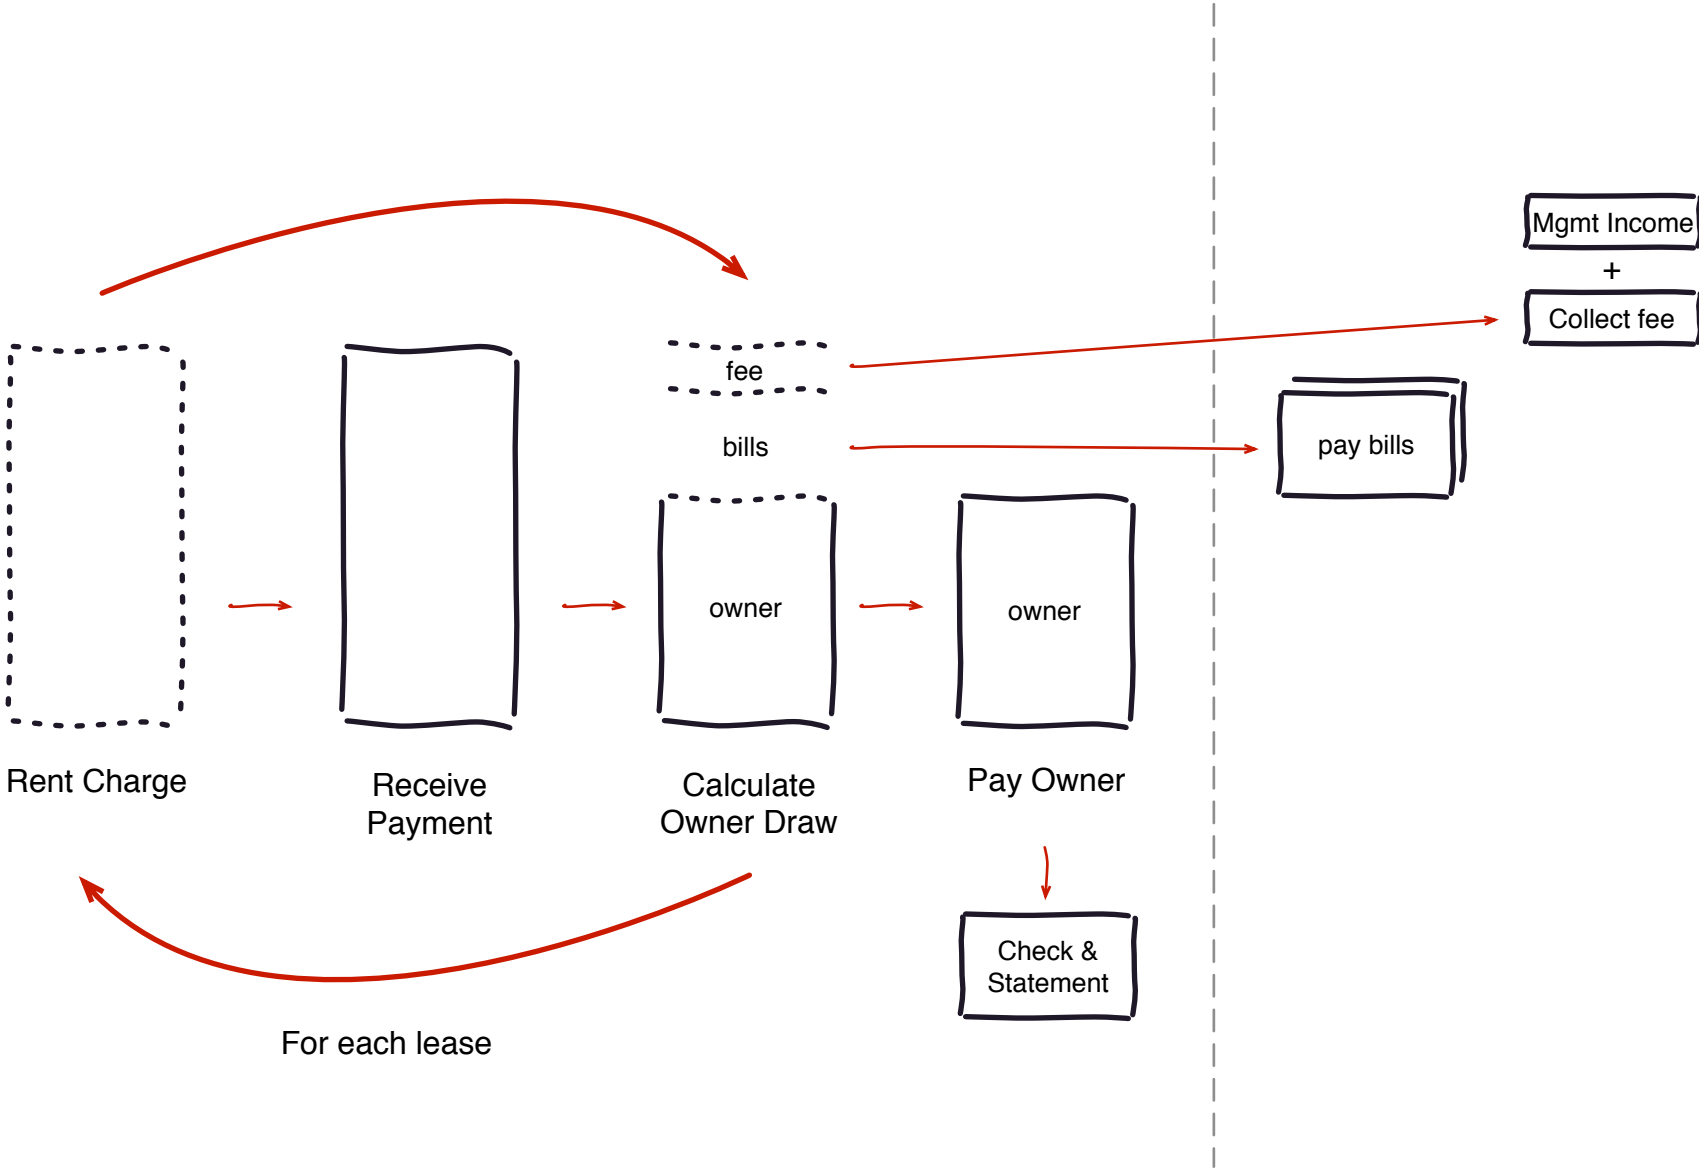 Mgmt Income
+
Collect fee
fee
bills
pay bills
owner
owner
Rent Charge
Receive
Payment
Calculate
Owner Draw
Pay Owner
Check &
Statement
For each lease